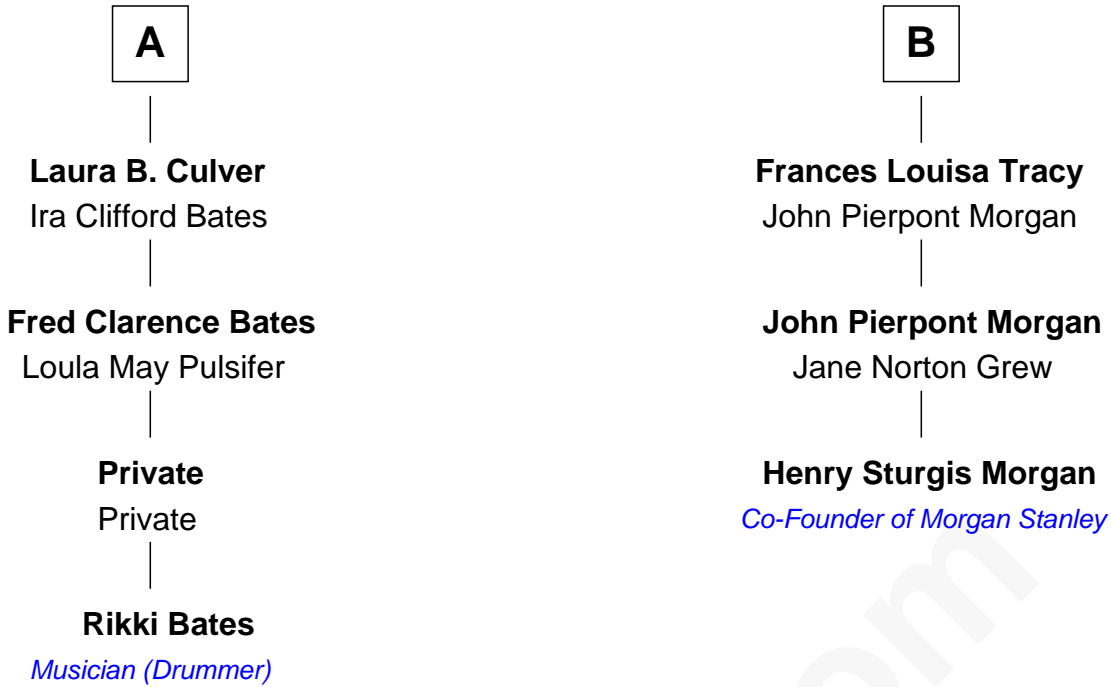 A
Laura B. Culver
Ira Clifford Bates
Fred Clarence Bates
Loula May Pulsifer
Private
Private
Rikki Bates
Musician (Drummer)
B
Frances Louisa Tracy
John Pierpont Morgan
John Pierpont Morgan
Jane Norton Grew
Henry Sturgis Morgan
Co-Founder of Morgan Stanley
om